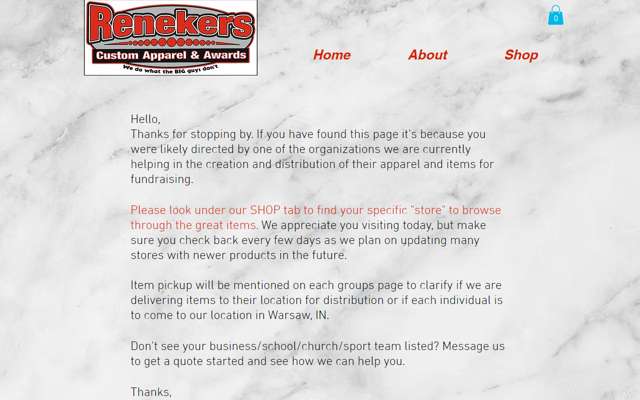 Renekers
Custom Apparel & Awards
We do what the BIG guys don't.
0
Home About Shop
Hello,
Thanks for stopping by. If you have found this page it's because you
were likely directed by one of the organizations we are currently
helping in the creation and distribution of their apparel and items for
fundraising.
Please look under our SHOP tab to find your specific "store" to browse
through the great items. We appreciate you visiting today, but make
sure you check back every few days as we plan on updating many
stores with newer products in the future.
Item pickup will be mentioned on each groups page to clarify if we are
delivering items to their location for distribution or if each individual is
to come to our location in Warsaw, IN.
Don't see your business/school/church/sport team listed? Message us
to get a quote started and see how we can help you.
Thanks,